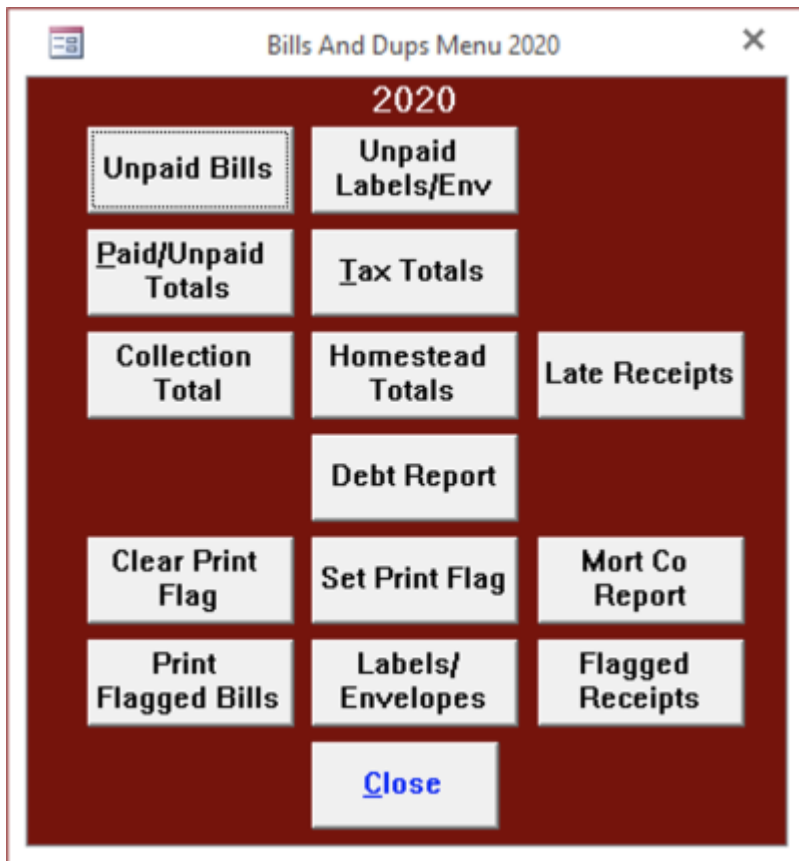 Bills And Dups Menu 2020
2020
Unpaid Bills
Unpaid
Labels/Env
Paid/Unpaid
Totals
Tax Totals
Collection
Total
Homestead
Totals
Late Receipts
Debt Report
Clear Print
Flag
Set Print Flag
Mort Co
Report
Print
Flagged Bills
Labels/
Envelopes
Flagged
Receipts
Close